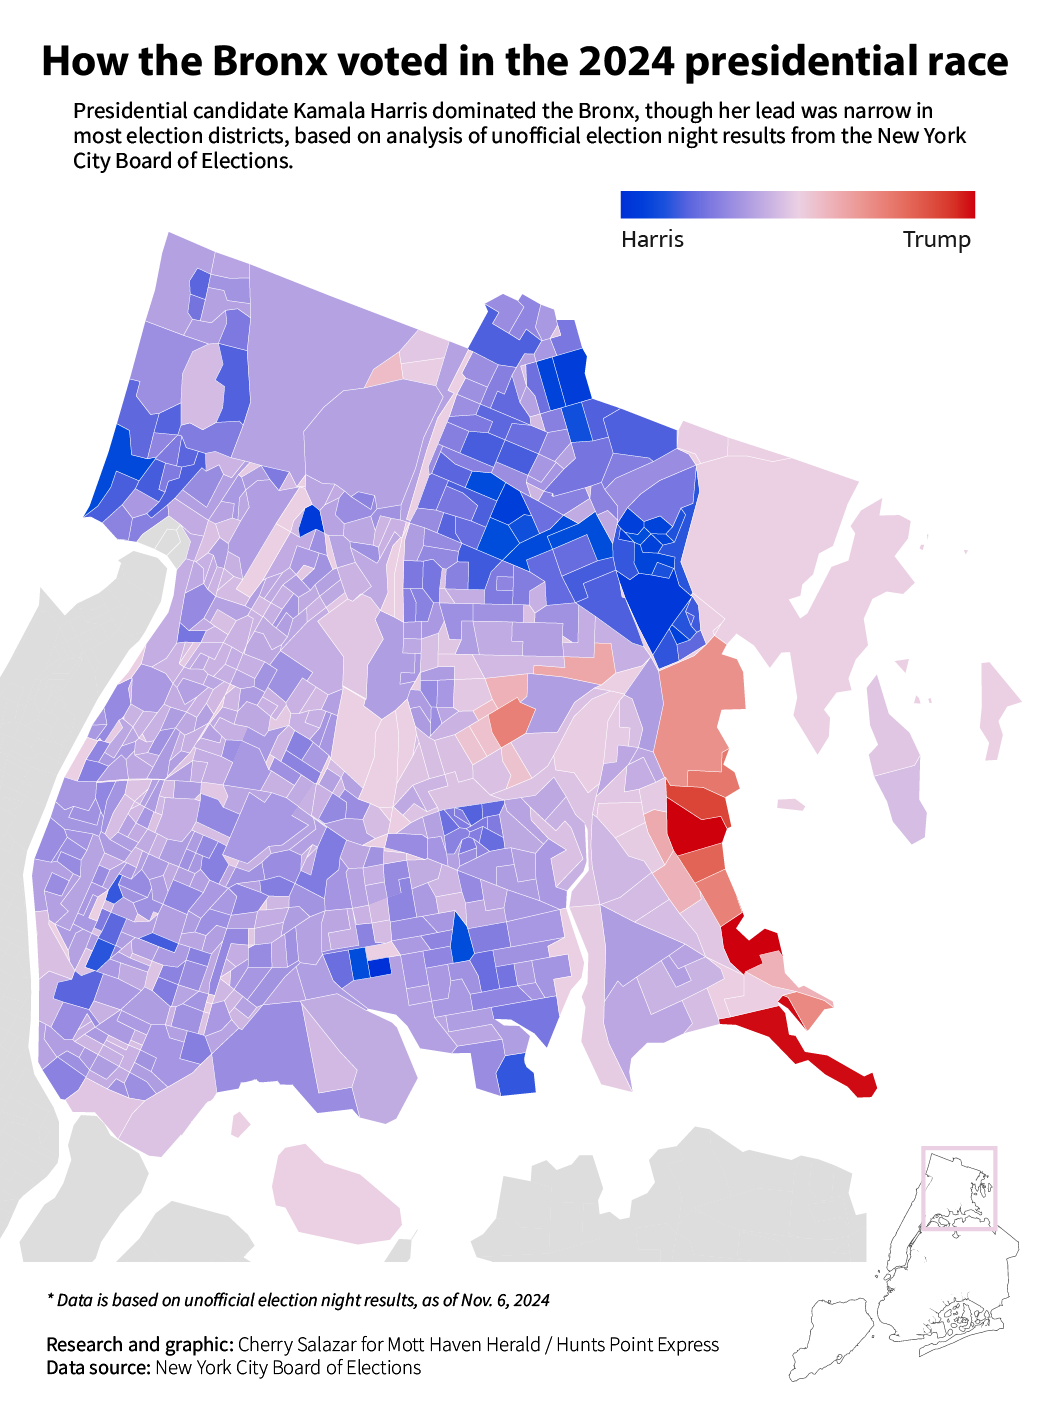 How the Bronx voted in the 2024 presidential race
Presidential candidate Kamala Harris dominated the Bronx, though her lead was narrow in
most election districts, based on analysis of unofficial election night results from the New York
City Board of Elections.
Harris
Trump
* Data is based on unofficial election night results, as of Nov. 6, 2024
Research and graphic: Cherry Salazar for Mott Haven Herald / Hunts Point Express
Data source: New York City Board of Elections